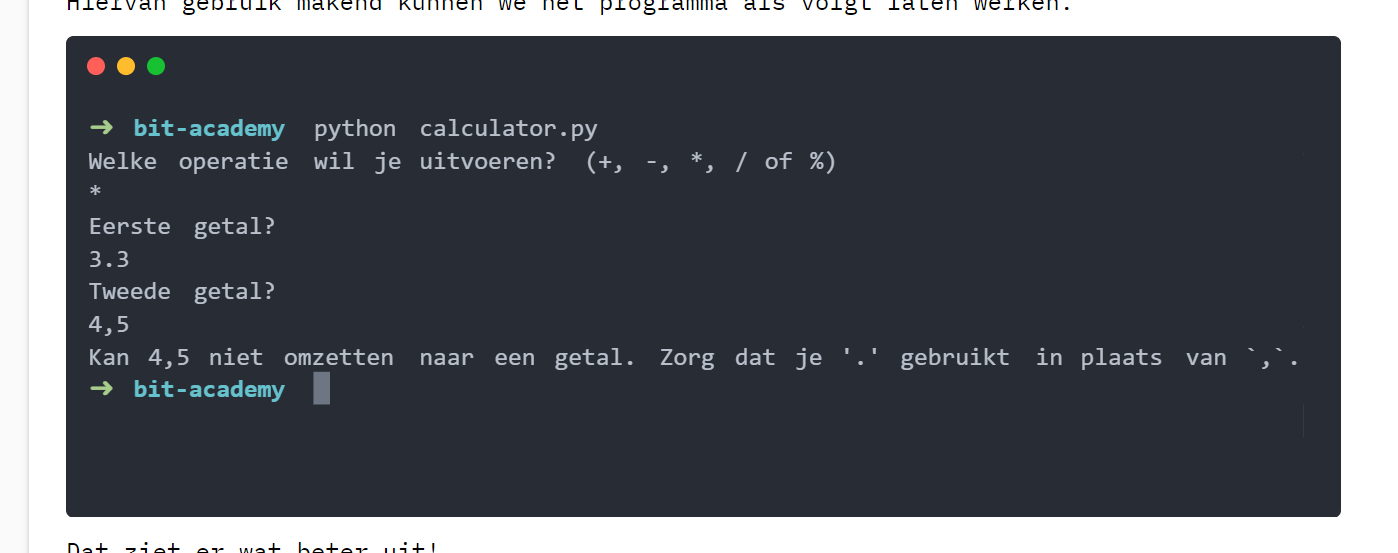 Hiervan gebruik makend kunnen we het programma als volgt laten werken.
➜ bit-academy python calculator.py
Welke operatie wil je uitvoeren? (+, -, *, / of %)
*
Eerste getal?
3.3
Tweede getal?
4,5
Kan 4,5 niet omzetten naar een getal. Zorg dat je '.' gebruikt in plaats van `,`.
➜ bit-academy
Dat ziet er wat beter uit!